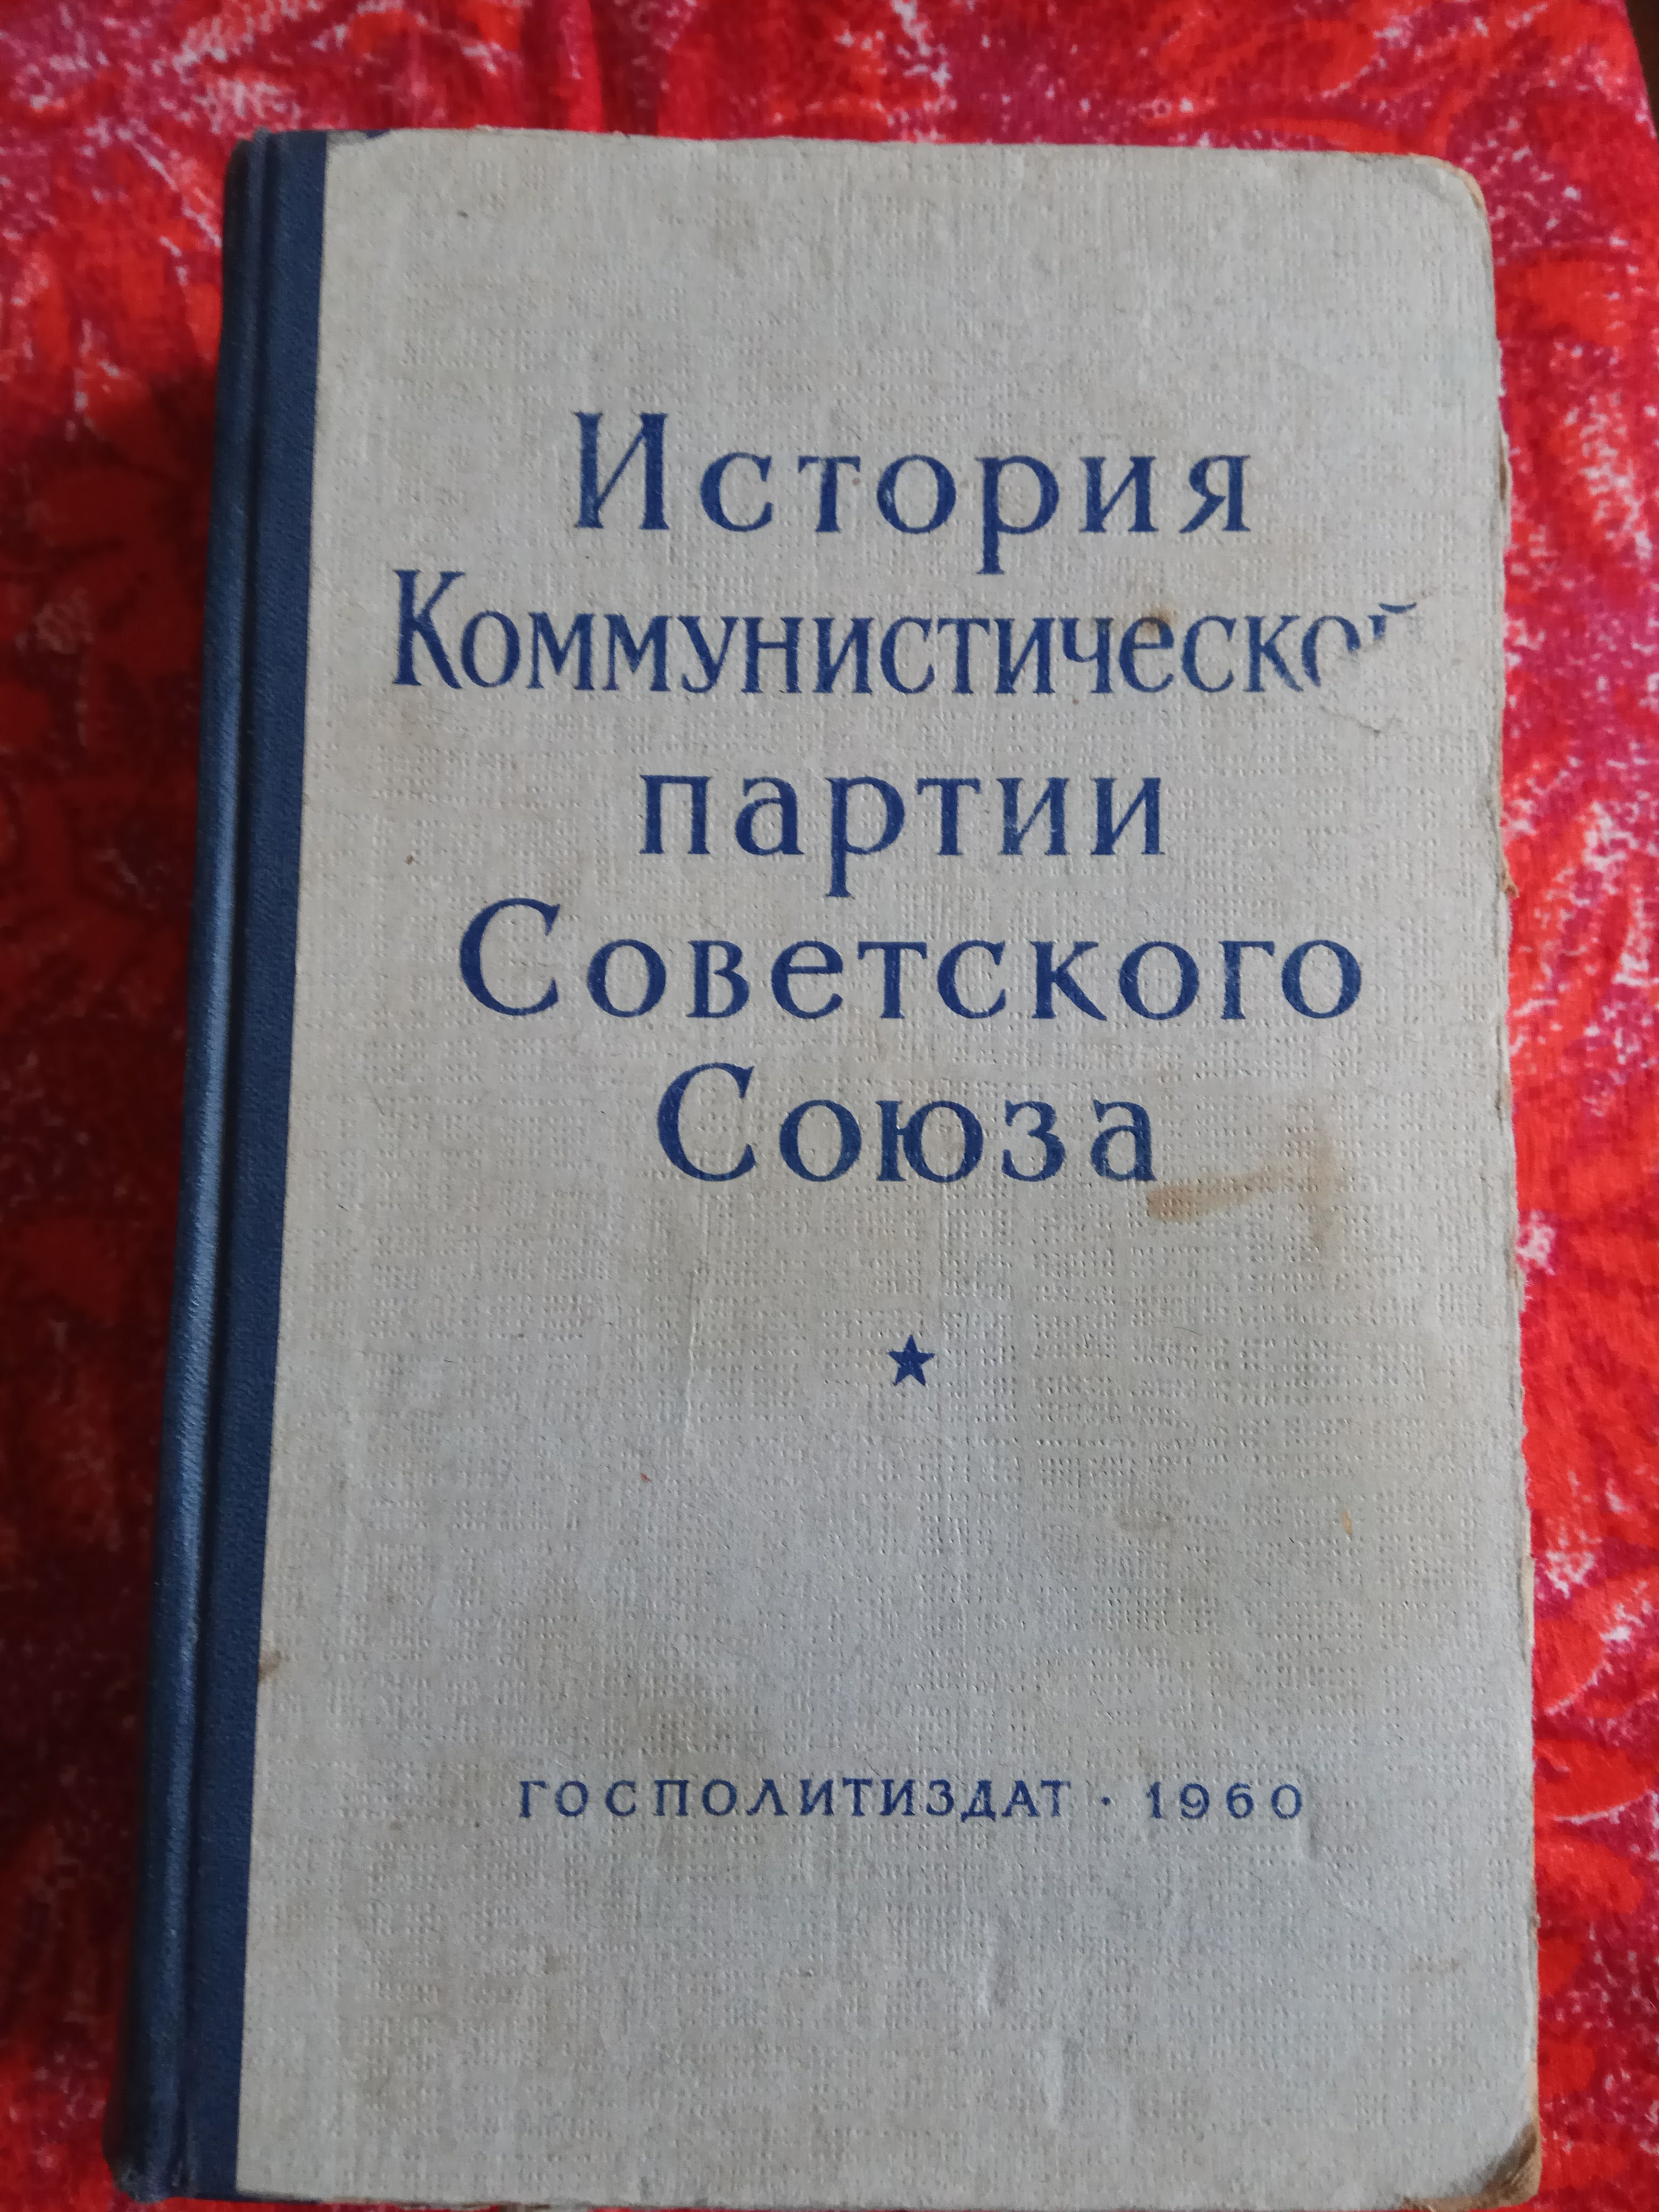 История
Коммунистической
партии
Советского
Союза
ГОСПОЛИТИЗДАТ · 1960